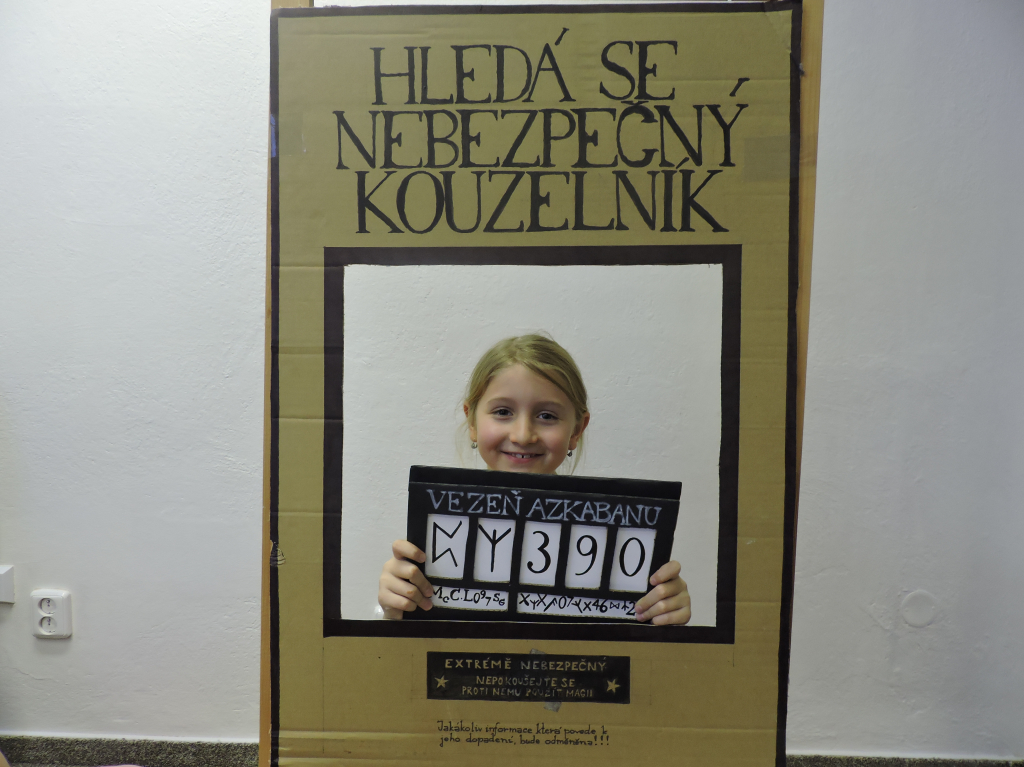 HLEDÁ SE
NEBEZPEČNÝ
KOUZELNÍK
VEZEŇ AZKABANU
ᛈᛉ390
EXTRÉMĚ NEBEZPEČNÝ
NEPOKOUŠEJTE SE
PROTI NĚMU POUŽÍT MAGII
Jakákoliv informace která povede k
jeho dopadení, bude odměněna!!!